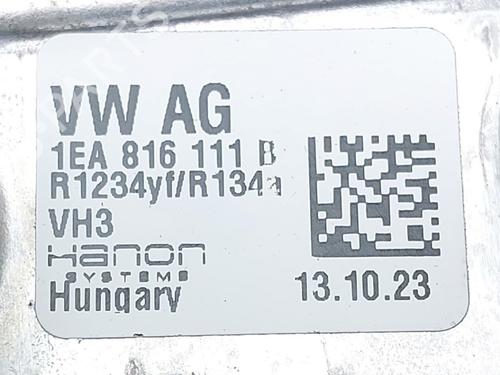 VW AG
1EA 816 111 B
R1234yf/R134a
VH3
Hanon
SYSTEMS
Hungary
13.10.23